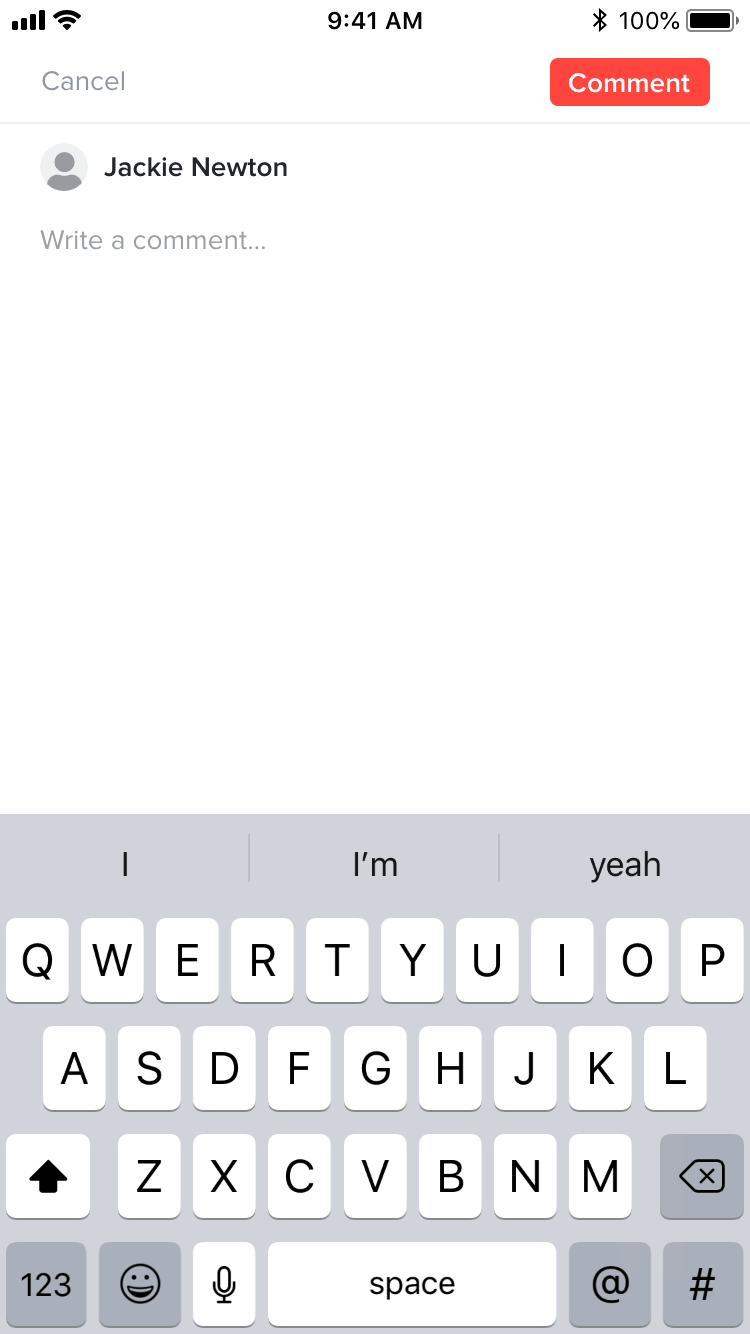 9:41 AM 100%
Cancel Comment
Jackie Newton
Write a comment...
I I’m yeah
Q W E R T Y U I O P
A S D F G H J K L
Z X C V B N M
123 space @ #